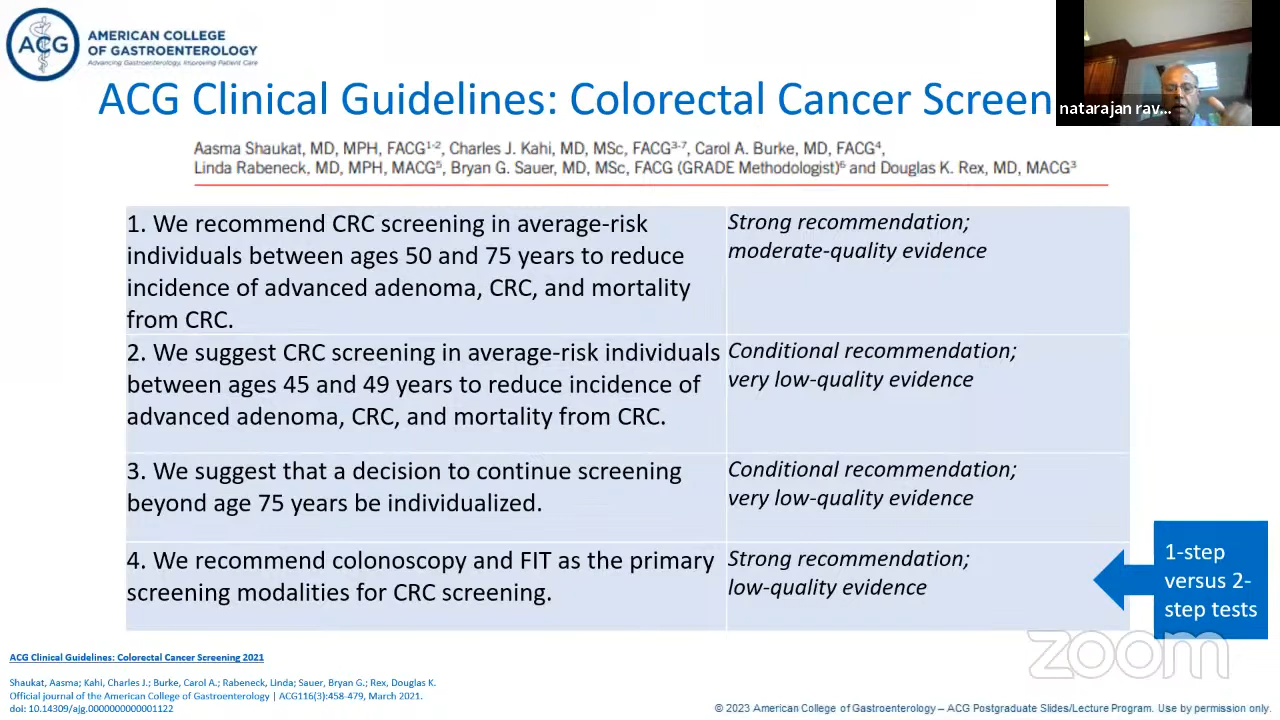 ACG
AMERICAN COLLEGE
OF GASTROENTEROLOGY
Advancing Gastroenterology, Improving Patient Care
ACG Clinical Guidelines: Colorectal Cancer Screen
natarajan rav...
Aasma Shaukat, MD, MPH, FACG1-2, Charles J. Kahi, MD, MSc, FACG3-7, Carol A. Burke, MD, FACG4,
Linda Rabeneck, MD, MPH, MACG5, Bryan G. Sauer, MD, MSc, FACG (GRADE Methodologist)6 and Douglas K. Rex, MD, MACG3
1. We recommend CRC screening in average-risk
individuals between ages 50 and 75 years to reduce
incidence of advanced adenoma, CRC, and mortality
from CRC.
Strong recommendation;
moderate-quality evidence
2. We suggest CRC screening in average-risk individuals
between ages 45 and 49 years to reduce incidence of
advanced adenoma, CRC, and mortality from CRC.
Conditional recommendation;
very low-quality evidence
3. We suggest that a decision to continue screening
beyond age 75 years be individualized.
Conditional recommendation;
very low-quality evidence
4. We recommend colonoscopy and FIT as the primary
screening modalities for CRC screening.
Strong recommendation;
low-quality evidence
1-step
versus 2-
step tests
zoom
ACG Clinical Guidelines: Colorectal Cancer Screening 2021
Shaukat, Aasma; Kahi, Charles J.; Burke, Carol A.; Rabeneck, Linda; Sauer, Bryan G.; Rex, Douglas K.
Official journal of the American College of Gastroenterology | ACG116(3):458-479, March 2021.
doi: 10.14309/ajg.0000000000001122
© 2023 American College of Gastroenterology – ACG Postgraduate Slides/Lecture Program. Use by permission only.